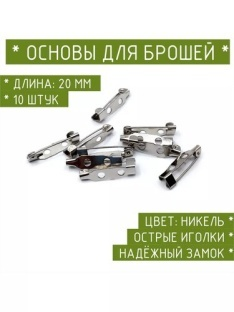 * ОСНОВЫ ДЛЯ БРОШЕЙ *
* ДЛИНА: 20 ММ
* 10 ШТУК
ЦВЕТ: НИКЕЛЬ *
ОСТРЫЕ ИГОЛКИ *
НАДЁЖНЫЙ ЗАМОК *